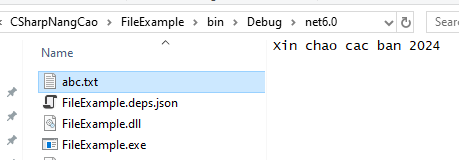 CSharpNangCao > FileExample > bin > Debug > net6.0
Search
Name
abc.txt
FileExample.deps.json
FileExample.dll
FileExample.exe
Xin chao cac ban 2024